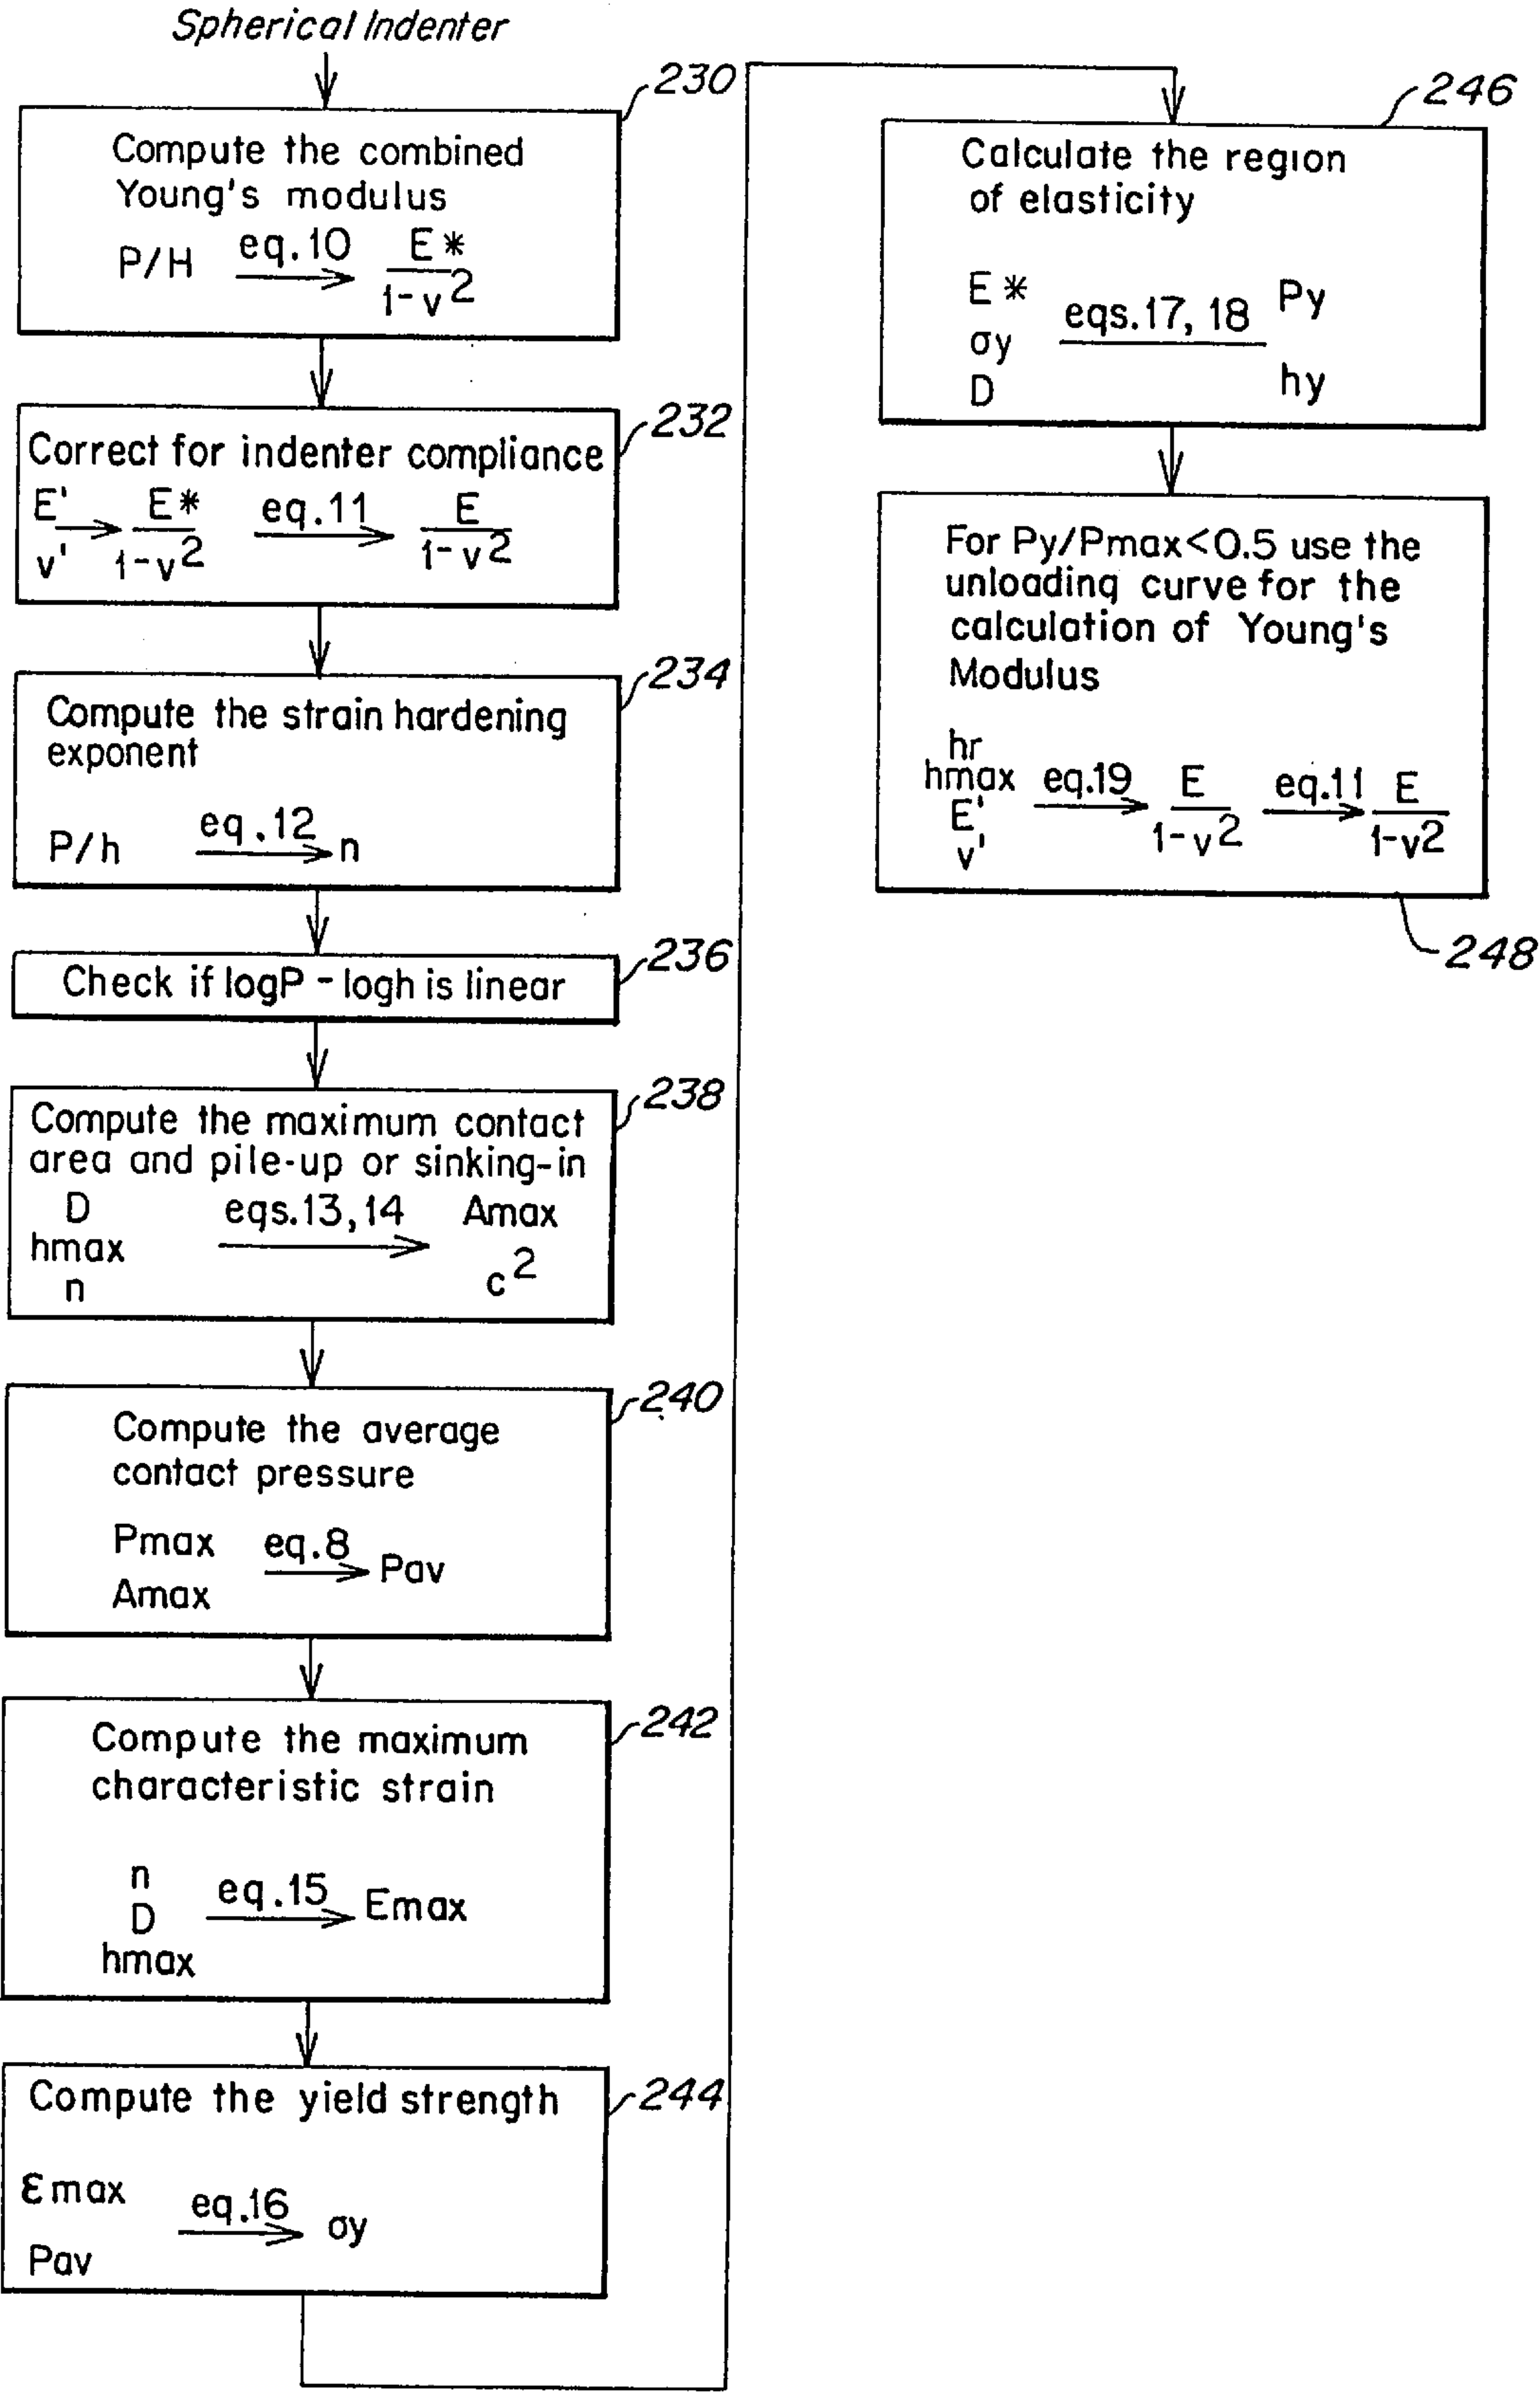 Spherical Indenter
230
Compute the combined
Young's modulus
P/H eq.10 E*
1-v2
232
Correct for indenter compliance
E' E* eq.11 E
v' 1-v2 1-v2
234
Compute the strain hardening
exponent
P/h eq.12 n
236
Check if logP - logh is linear
238
Compute the maximum contact
area and pile-up or sinking-in
D eqs.13,14 Amax
hmax
n c2
240
Compute the average
contact pressure
Pmax eq.8 Pav
Amax
242
Compute the maximum
characteristic strain
n
D eq.15 Emax
hmax
244
Compute the yield strength
εmax
eq.16 σy
Pav
246
Calculate the region
of elasticity
E* Py
σy eqs.17, 18
D hy
For Py/Pmax<0.5 use the
unloading curve for the
calculation of Young's
Modulus
hr
hmax eq.19 E eq.11 E
E' 1-v2 1-v2
v'
248